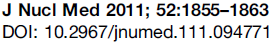 J Nucl Med 2011; 52:1855–1863
DOI: 10.2967/jnumed.111.094771